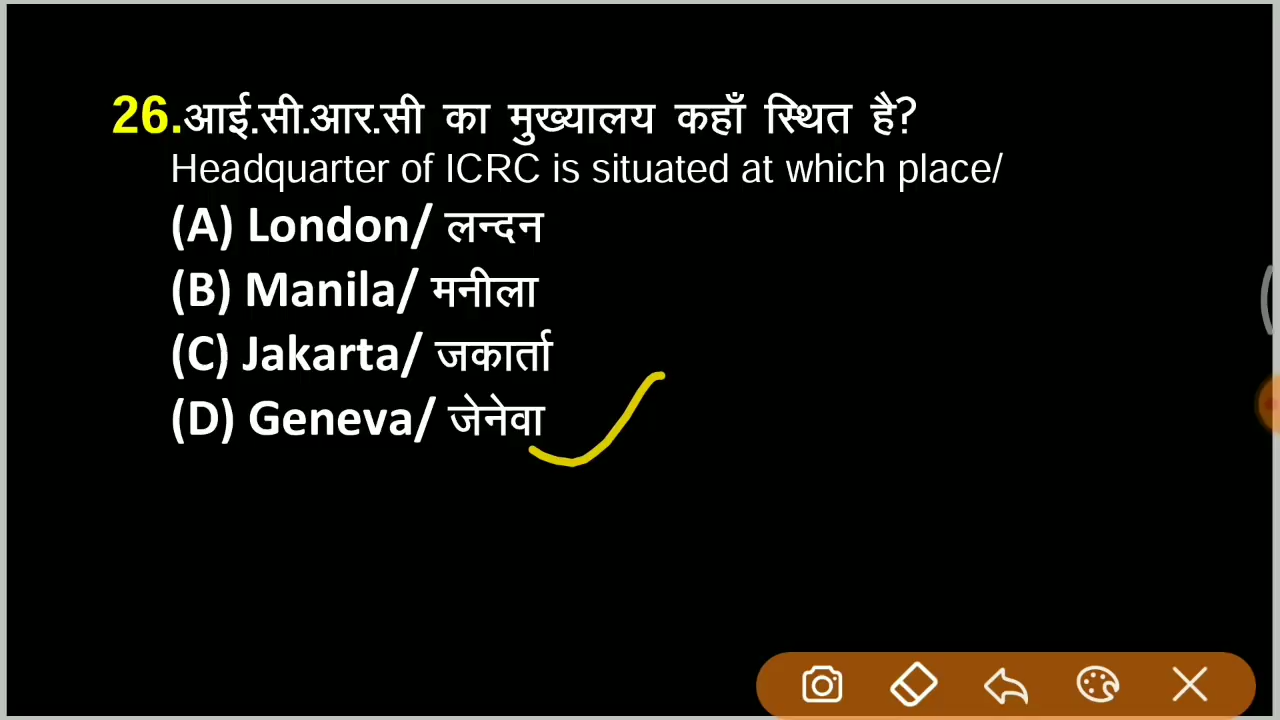 26.आई.सी.आर.सी का मुख्यालय कहाँ स्थित है?
Headquarter of ICRC is situated at which place/
(A) London/ लन्दन
(B) Manila/ मनीला
(C) Jakarta/ जकार्ता
(D) Geneva/ जेनेवा